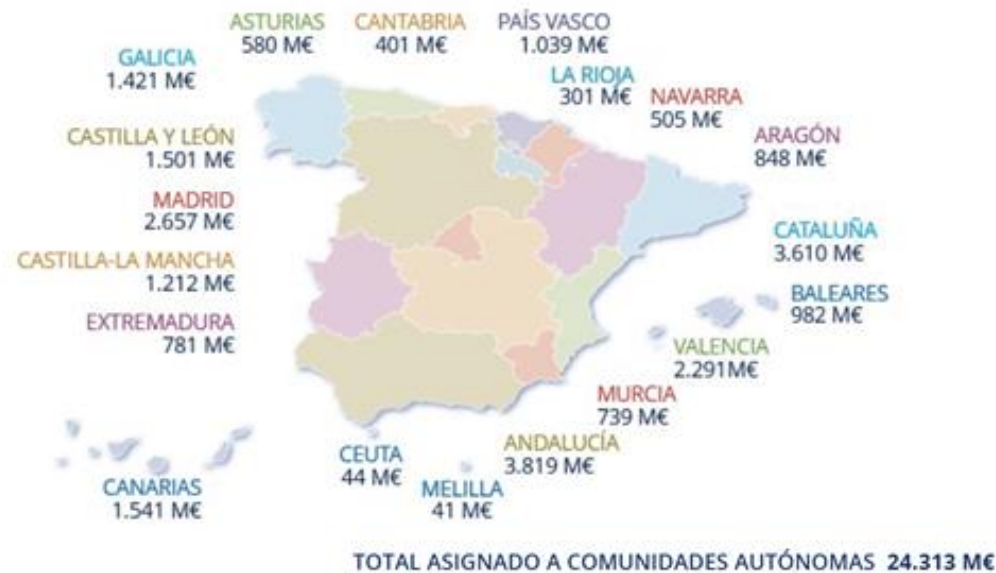 ASTURIAS
580 M€
CANTABRIA
401 M€
PAÍS VASCO
1.039 M€
GALICIA
1.421 M€
LA RIOJA
301 M€
NAVARRA
505 M€
CASTILLA Y LEÓN
1.501 M€
ARAGÓN
848 M€
MADRID
2.657 M€
CATALUÑA
3.610 M€
CASTILLA-LA MANCHA
1.212 M€
BALEARES
982 M€
EXTREMADURA
781 M€
VALENCIA
2.291M€
MURCIA
739 M€
ANDALUCÍA
3.819 M€
CEUTA
44 M€
MELILLA
41 M€
CANARIAS
1.541 M€
TOTAL ASIGNADO A COMUNIDADES AUTÓNOMAS 24.313 M€